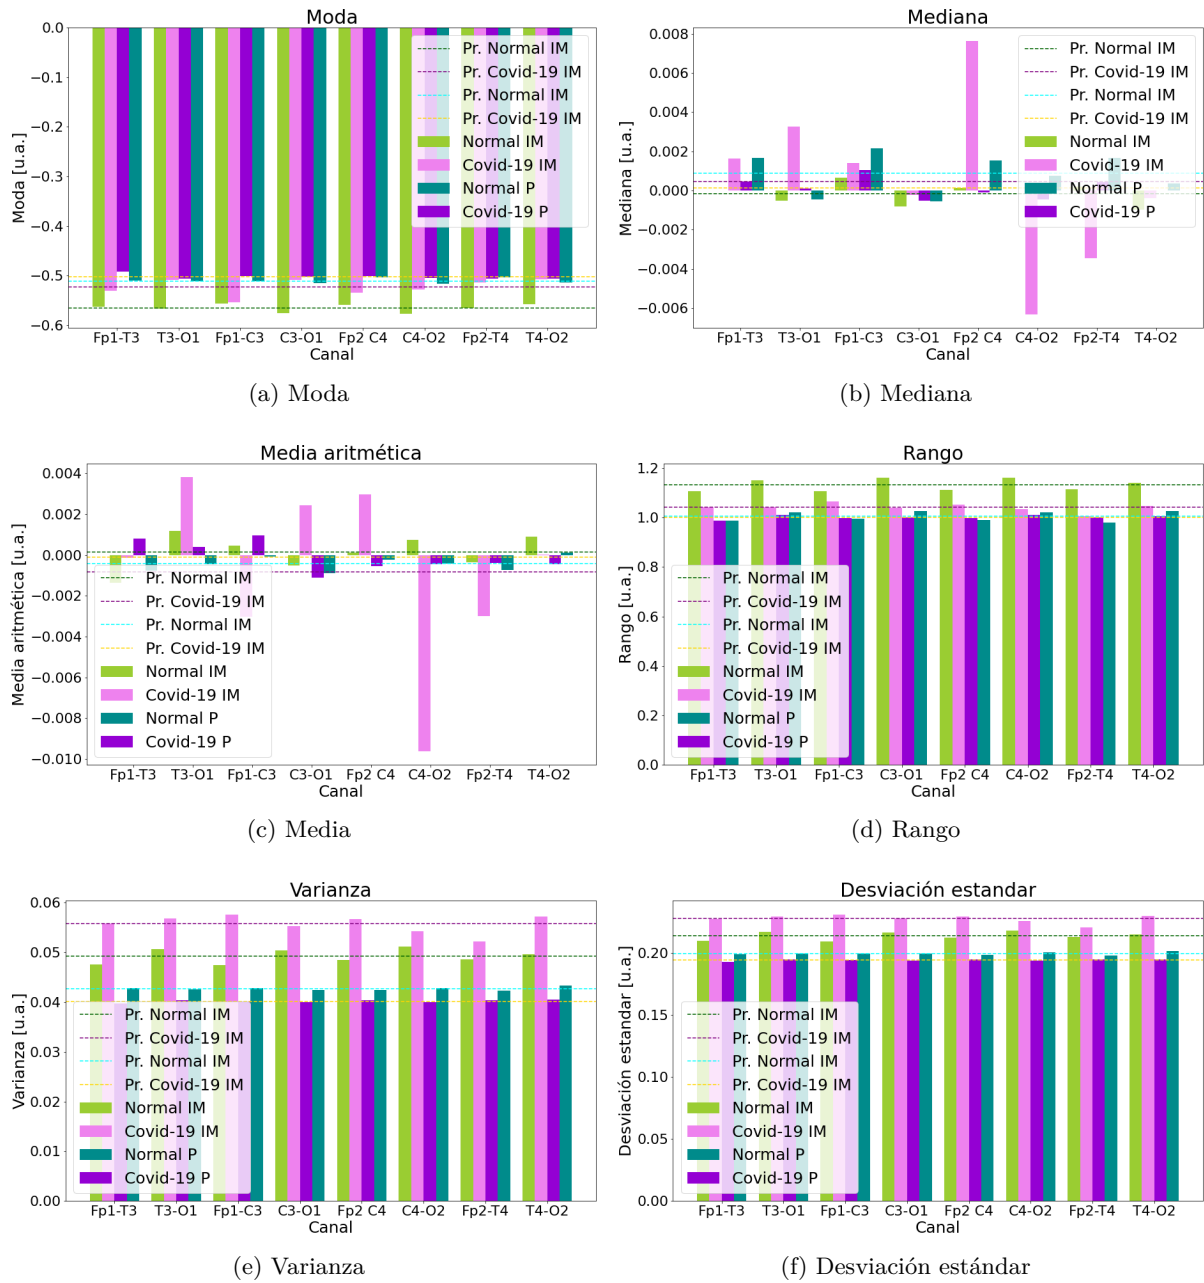 Moda
0.0
−0.1
−0.2
−0.3
−0.4
−0.5
−0.6
Moda [u.a.]
Pr. Normal IM
Pr. Covid-19 IM
Pr. Normal IM
Pr. Covid-19 IM
Normal IM
Covid-19 IM
Normal P
Covid-19 P
Fp1-T3 T3-O1 Fp1-C3 C3-O1 Fp2 C4 C4-O2 Fp2-T4 T4-O2
Canal
(a) Moda
Mediana
0.008
0.006
0.004
0.002
0.000
−0.002
−0.004
−0.006
Mediana [u.a.]
Pr. Normal IM
Pr. Covid-19 IM
Pr. Normal IM
Pr. Covid-19 IM
Normal IM
Covid-19 IM
Normal P
Covid-19 P
Fp1-T3 T3-O1 Fp1-C3 C3-O1 Fp2 C4 C4-O2 Fp2-T4 T4-O2
Canal
(b) Mediana
Media aritmética
0.004
0.002
0.000
−0.002
−0.004
−0.006
−0.008
−0.010
Media aritmética [u.a.]
Pr. Normal IM
Pr. Covid-19 IM
Pr. Normal IM
Pr. Covid-19 IM
Normal IM
Covid-19 IM
Normal P
Covid-19 P
Fp1-T3 T3-O1 Fp1-C3 C3-O1 Fp2 C4 C4-O2 Fp2-T4 T4-O2
Canal
(c) Media
Rango
1.2
1.0
0.8
0.6
0.4
0.2
0.0
Rango [u.a.]
Pr. Normal IM
Pr. Covid-19 IM
Pr. Normal IM
Pr. Covid-19 IM
Normal IM
Covid-19 IM
Normal P
Covid-19 P
Fp1-T3 T3-O1 Fp1-C3 C3-O1 Fp2 C4 C4-O2 Fp2-T4 T4-O2
Canal
(d) Rango
Varianza
0.06
0.05
0.04
0.03
0.02
0.01
0.00
Varianza [u.a.]
Pr. Normal IM
Pr. Covid-19 IM
Pr. Normal IM
Pr. Covid-19 IM
Normal IM
Covid-19 IM
Normal P
Covid-19 P
Fp1-T3 T3-O1 Fp1-C3 C3-O1 Fp2 C4 C4-O2 Fp2-T4 T4-O2
Canal
(e) Varianza
Desviación estandar
0.20
0.15
0.10
0.05
0.00
Desviación estandar [u.a.]
Pr. Normal IM
Pr. Covid-19 IM
Pr. Normal IM
Pr. Covid-19 IM
Normal IM
Covid-19 IM
Normal P
Covid-19 P
Fp1-T3 T3-O1 Fp1-C3 C3-O1 Fp2 C4 C4-O2 Fp2-T4 T4-O2
Canal
(f) Desviación estándar